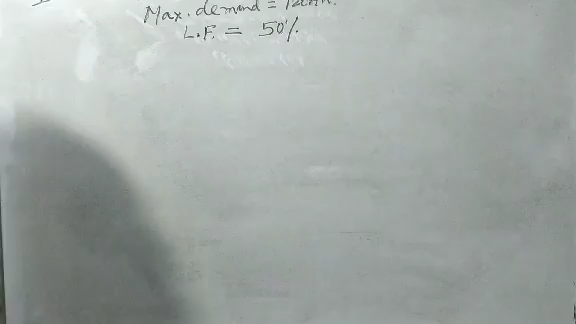 Max. demand =
L.F. = 50%